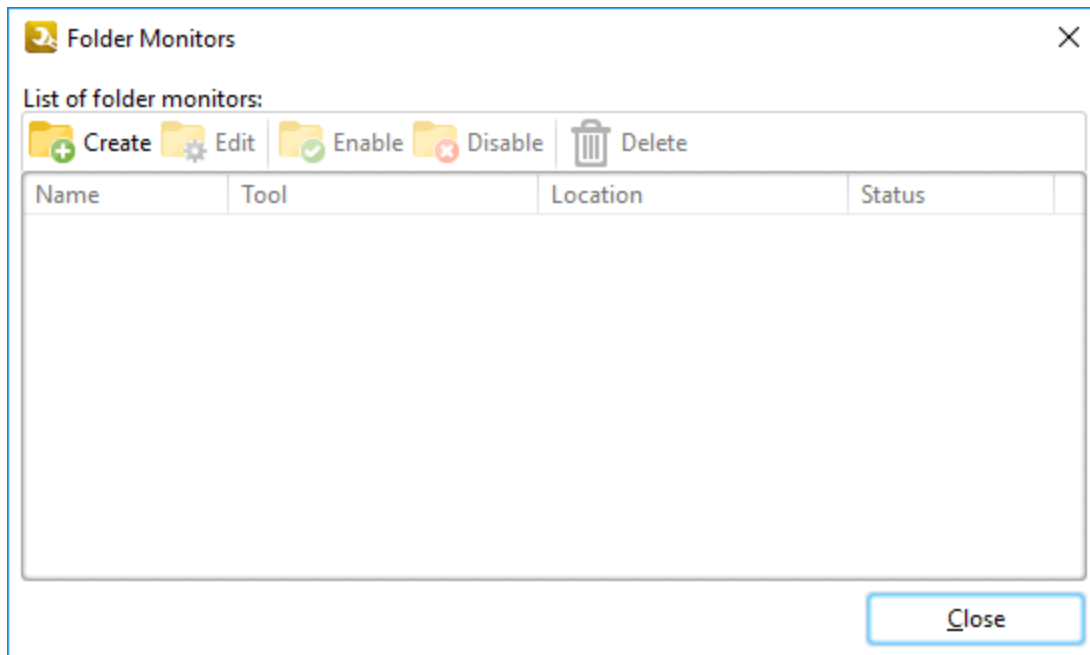 Folder Monitors
List of folder monitors:
Create Edit Enable Disable Delete
Name Tool Location Status
Close